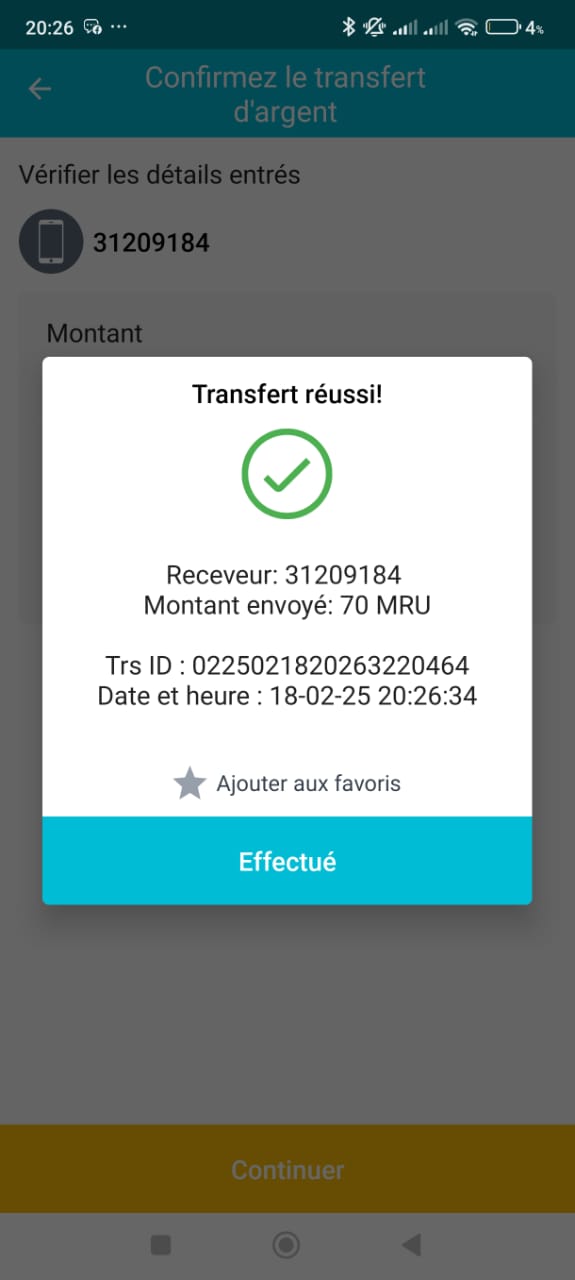 20:26
4%
Confirmez le transfert
d'argent
Vérifier les détails entrés
31209184
Montant
Transfert réussi!
Receveur: 31209184
Montant envoyé: 70 MRU
Trs ID : 0225021820263220464
Date et heure : 18-02-25 20:26:34
Ajouter aux favoris
Effectué
Continuer